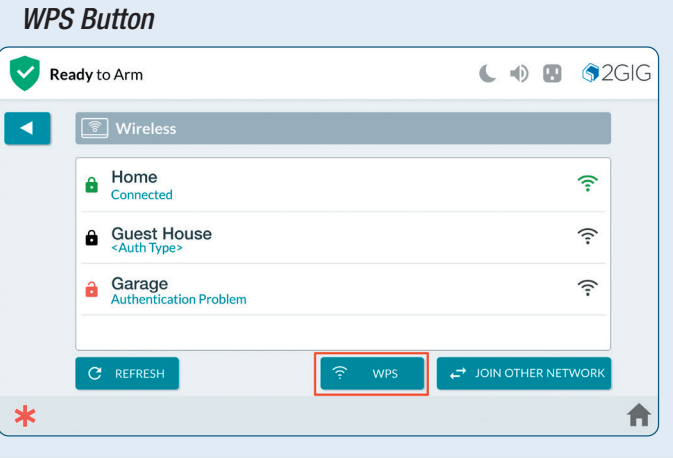 WPS Button
Ready to Arm
2GIG
Wireless
Home
Connected
Guest House
<Auth Type>
Garage
Authentication Problem
REFRESH
WPS
JOIN OTHER NETWORK